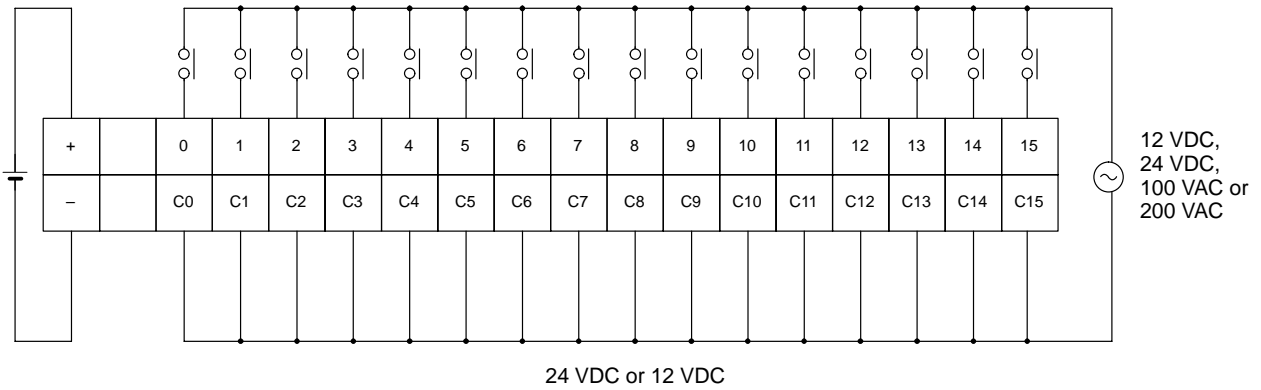 + 0 1 2 3 4 5 6 7 8 9 10 11 12 13 14 15
– C0 C1 C2 C3 C4 C5 C6 C7 C8 C9 C10 C11 C12 C13 C14 C15
12 VDC,
24 VDC,
100 VAC or
200 VAC
24 VDC or 12 VDC